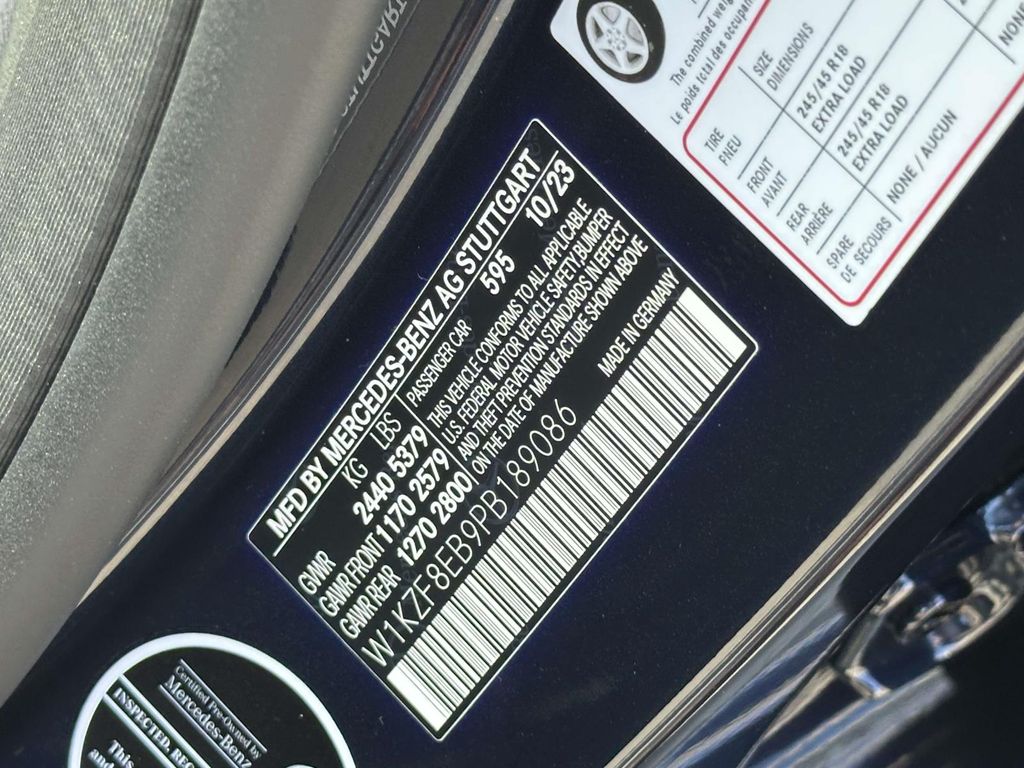 MFD BY MERCEDES-BENZ AG STUTTGART
KG LBS 595 10/23
GVWR 2440 5379 PASSENGER CAR
GAWR FRONT 1170 2579
GAWR REAR 1270 2800
THIS VEHICLE CONFORMS TO ALL APPLICABLE
U.S. FEDERAL MOTOR VEHICLE SAFETY, BUMPER
AND THEFT PREVENTION STANDARDS IN EFFECT
ON THE DATE OF MANUFACTURE SHOWN ABOVE
W1KZF8EB9PB189086 MADE IN GERMANY
The combined
Le poids total des
TIRE
PNEU
SIZE
DIMENSIONS
FRONT
AVANT
245/45 R18
EXTRA LOAD
REAR
ARRIÈRE
245/45 R18
EXTRA LOAD
SPARE
DE SECOURS
NONE / AUCUN
NONE
Certified Pre-Owned by
Mercedes-Benz
INSPECTED,
This